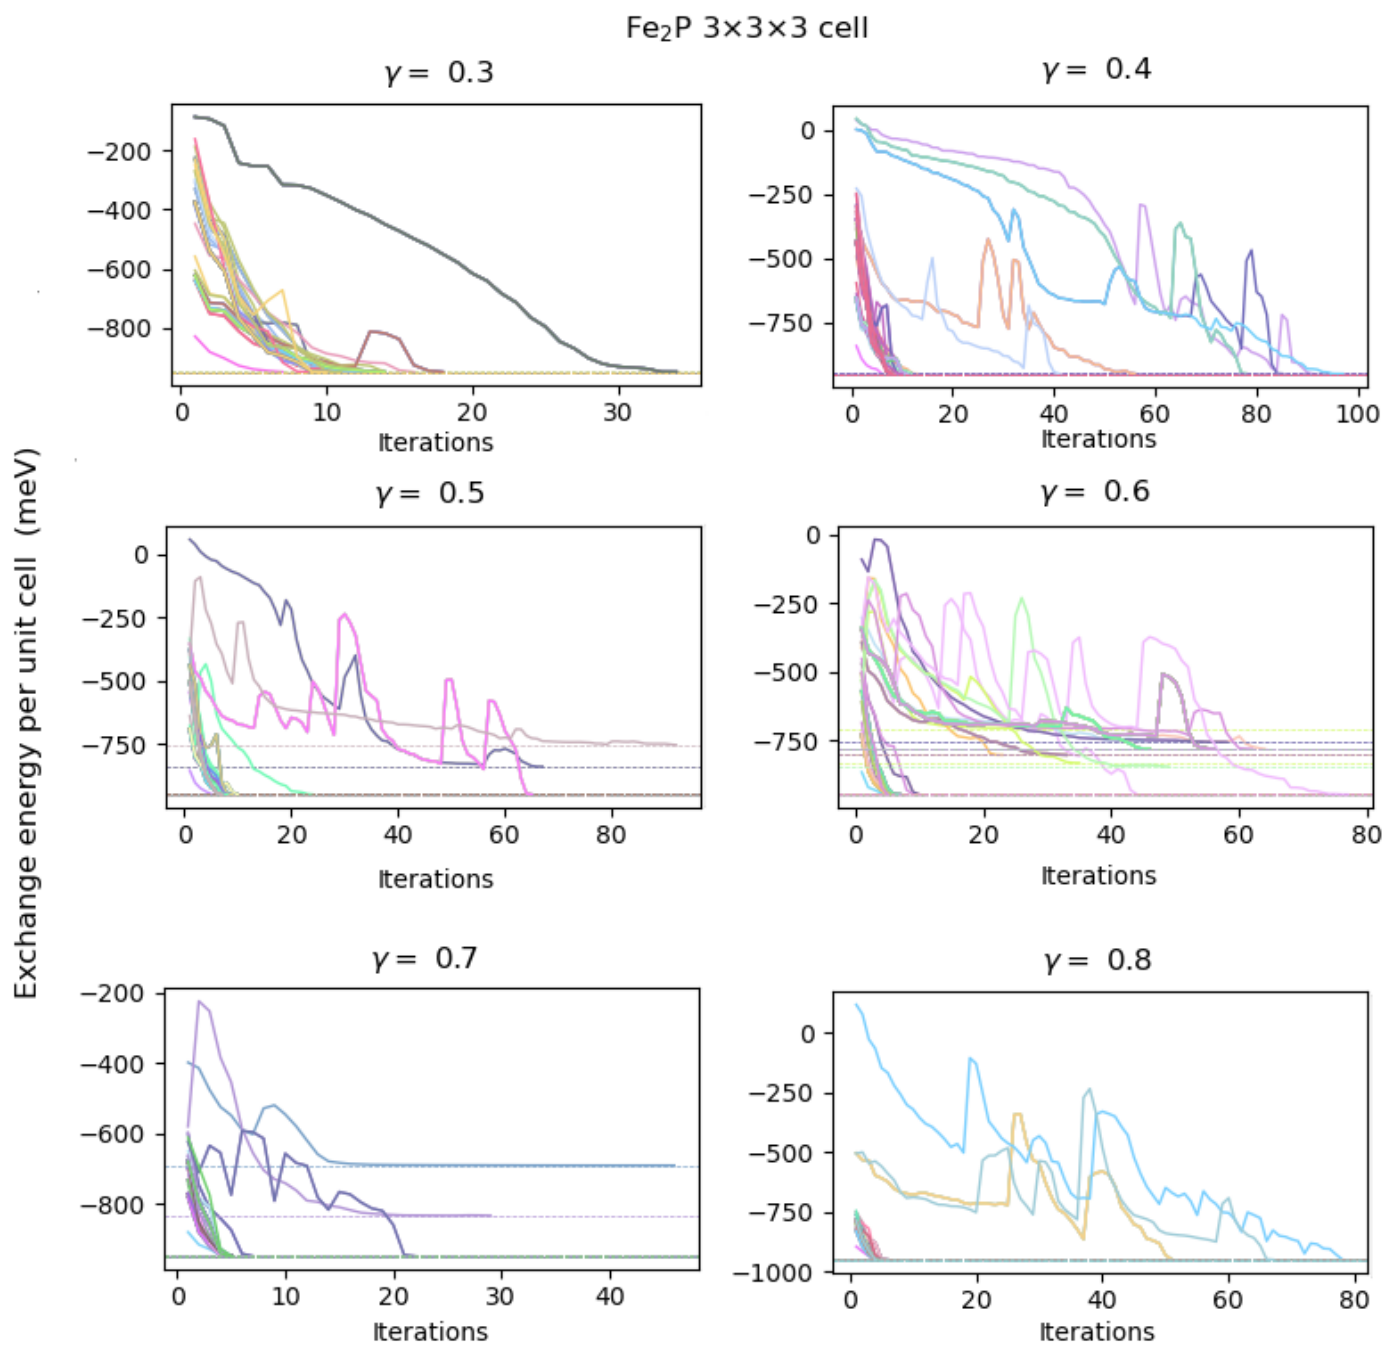 Fe₂P 3×3×3 cell
Exchange energy per unit cell (meV)
γ = 0.3
−200
−400
−600
−800
0 10 20 30
Iterations
γ = 0.4
0
−250
−500
−750
0 20 40 60 80 100
Iterations
γ = 0.5
0
−250
−500
−750
0 20 40 60 80
Iterations
γ = 0.6
0
−250
−500
−750
0 20 40 60 80
Iterations
γ = 0.7
−200
−400
−600
−800
0 10 20 30 40
Iterations
γ = 0.8
0
−250
−500
−750
−1000
0 20 40 60 80
Iterations